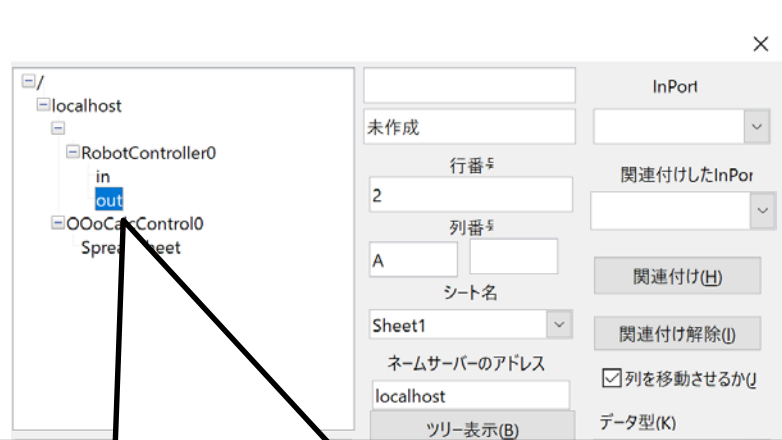 /
localhost
RobotController0
in
out
OOoCalcControl0
未作成
行番号
2
列番号
A
シート名
Sheet1
ネームサーバーのアドレス
localhost
ツリー表示(B)
InPort
関連付けしたInPor
関連付け(H)
関連付け解除(I)
列を移動させるか(J
データ型(K)